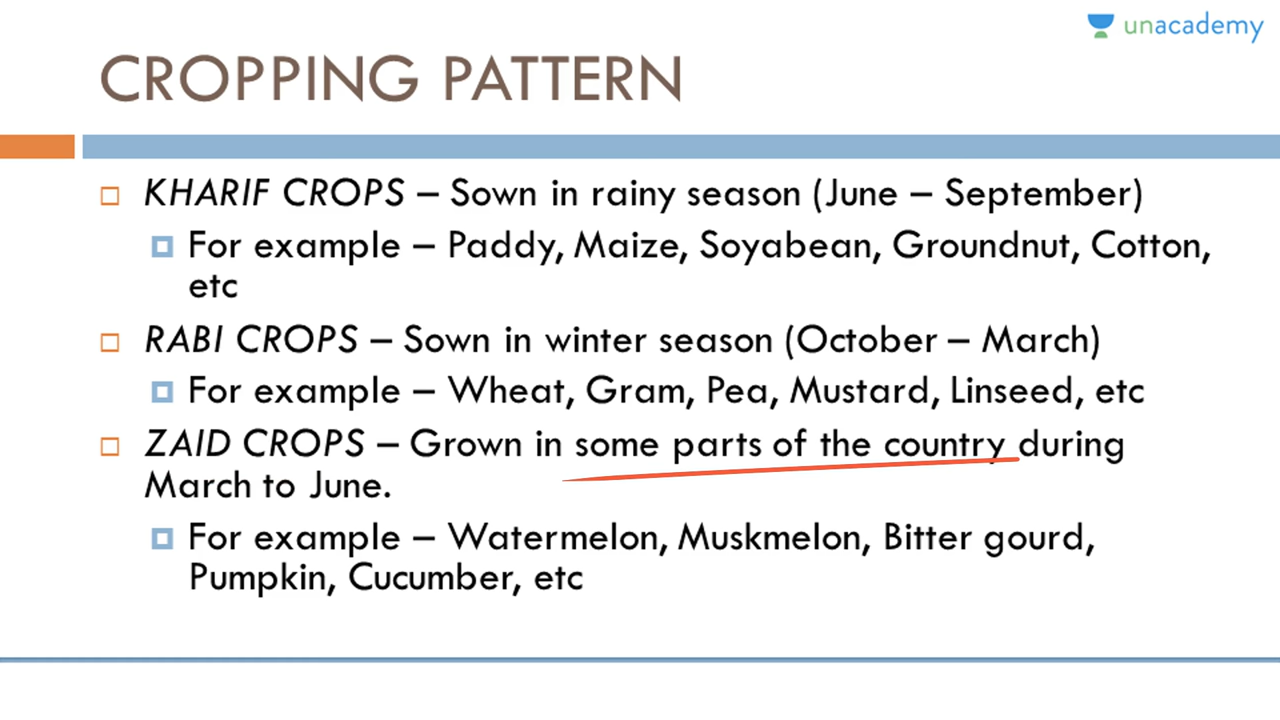 unacademy
CROPPING PATTERN
KHARIF CROPS – Sown in rainy season (June – September)
For example – Paddy, Maize, Soyabean, Groundnut, Cotton,
etc
RABI CROPS – Sown in winter season (October – March)
For example – Wheat, Gram, Pea, Mustard, Linseed, etc
ZAID CROPS – Grown in some parts of the country during
March to June.
For example – Watermelon, Muskmelon, Bitter gourd,
Pumpkin, Cucumber, etc